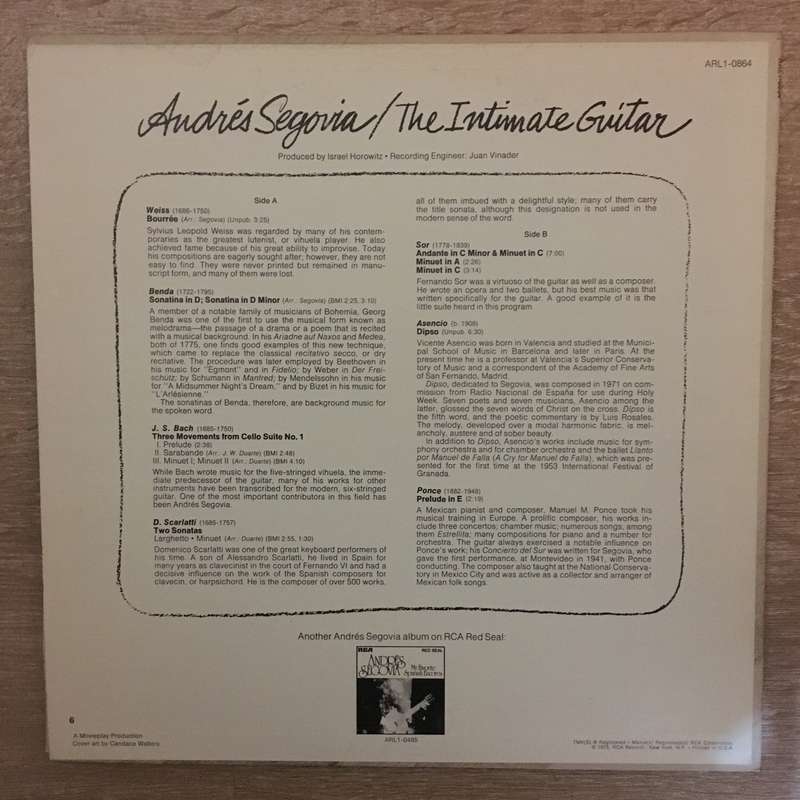 ARL1-0864
Andrés Segovia/The Intimate Guitar
Produced by Israel Horowitz • Recording Engineer: Juan Vinader
Side A
Weiss (1686-1750)
Bourrée (Arr.: Segovia) (Unpub. 3:25)
Sylvius Leopold Weiss was regarded by many of his contem-
poraries as the greatest lutenist, or vihuela player. He also
achieved fame because of his great ability to improvise. Today
his compositions are eagerly sought after; however, they are not
easy to find. They were never printed but remained in manu-
script form, and many of them were lost.
Benda (1722-1795)
Sonatina in D; Sonatina in D Minor (Arr.: Segovia) (BMI 2:25, 3:10)
A member of a notable family of musicians of Bohemia, Georg
Benda was one of the first to use the musical form known as
melodrama—the passage of a drama or a poem that is recited
with a musical background. In his Ariadne auf Naxos and Medea,
both of 1775, one finds good examples of this new technique,
which came to replace the classical recitativo secco, or dry
recitative. The procedure was later employed by Beethoven in
his music for "Egmont" and in Fidelio; by Weber in Der Frei-
schütz; by Schumann in Manfred; by Mendelssohn in his music
for "A Midsummer Night's Dream," and by Bizet in his music for
"L'Arlésienne."
The sonatinas of Benda, therefore, are background music for
the spoken word.
J. S. Bach (1685-1750)
Three Movements from Cello Suite No. 1
I. Prelude (2:38)
II. Sarabande (Arr.: J. W. Duarte) (BMI 2:48)
III. Minuet I; Minuet II (Arr.: Duarte) (BMI 4:10)
While Bach wrote music for the five-stringed vihuela, the imme-
diate predecessor of the guitar, many of his works for other
instruments have been transcribed for the modern, six-stringed
guitar. One of the most important contributors in this field has
been Andrés Segovia.
D. Scarlatti (1685-1757)
Two Sonatas
Larghetto • Minuet (Arr.: Duarte) (BMI 2:55, 1:30)
Domenico Scarlatti was one of the great keyboard performers of
his time. A son of Alessandro Scarlatti, he lived in Spain for
many years as clavecinist in the court of Fernando VI and had a
decisive influence on the work of the Spanish composers for
clavecin, or harpsichord. He is the composer of over 500 works,
all of them imbued with a delightful style; many of them carry
the title sonata, although this designation is not used in the
modern sense of the word.
Side B
Sor (1778-1839)
Andante in C Minor & Minuet in C (7:00)
Minuet in A (2:26)
Minuet in C (3:14)
Fernando Sor was a virtuoso of the guitar as well as a composer.
He wrote an opera and two ballets, but his best music was that
written specifically for the guitar. A good example of it is the
little suite heard in this program.
Asencio (b. 1908)
Dipso (Unpub. 6:30)
Vicente Asencio was born in Valencia and studied at the Munici-
pal School of Music in Barcelona and later in Paris. At the
present time he is a professor at Valencia's Superior Conserva-
tory of Music and a correspondent of the Academy of Fine Arts
of San Fernando, Madrid.
Dipso, dedicated to Segovia, was composed in 1971 on com-
mission from Radio Nacional de España for use during Holy
Week. Seven poets and seven musicians, Asencio among the
latter, glossed the seven words of Christ on the cross. Dipso is
the fifth word, and the poetic commentary is by Luis Rosales.
The melody, developed over a modal harmonic fabric, is mel-
ancholy, austere and of sober beauty.
In addition to Dipso, Asencio's works include music for sym-
phony orchestra and for chamber orchestra and the ballet Llanto
por Manuel de Falla (A Cry for Manuel de Falla), which was pre-
sented for the first time at the 1953 International Festival of
Granada.
Ponce (1882-1948)
Prelude in E (2:19)
A Mexican pianist and composer, Manuel M. Ponce took his
musical training in Europe. A prolific composer, his works in-
clude three concertos; chamber music; numerous songs, among
them Estrellita; many compositions for piano and a number for
orchestra. The guitar always exercised a notable influence on
Ponce's work; his Concierto del Sur was written for Segovia, who
gave the first performance, at Montevideo in 1941, with Ponce
conducting. The composer also taught at the National Conserva-
tory in Mexico City and was active as a collector and arranger of
Mexican folk songs.
Another Andrés Segovia album on RCA Red Seal:
RCA RED SEAL
ANDRÉS
SEGOVIA
My Favorite
Spanish Encores
ARL1-0485
6
A Movieplay Production
Cover art by Candace Walters
TMK(S) ® Registered • Marca(s) Registrada(s) RCA Corporation
© 1975, RCA Records, New York, N.Y. • Printed in U.S.A.